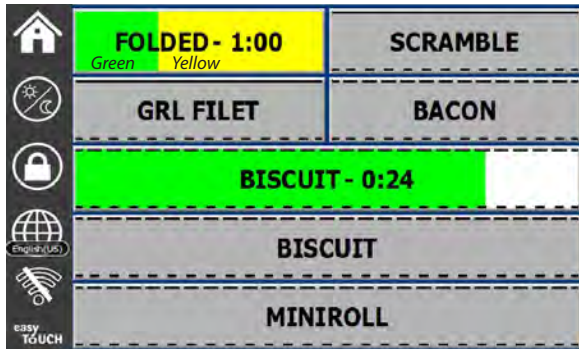 FOLDED - 1:00
Green Yellow
SCRAMBLE
GRL FILET
BACON
BISCUIT - 0:24
English(US)
BISCUIT
MINIROLL
easy
TOUCH